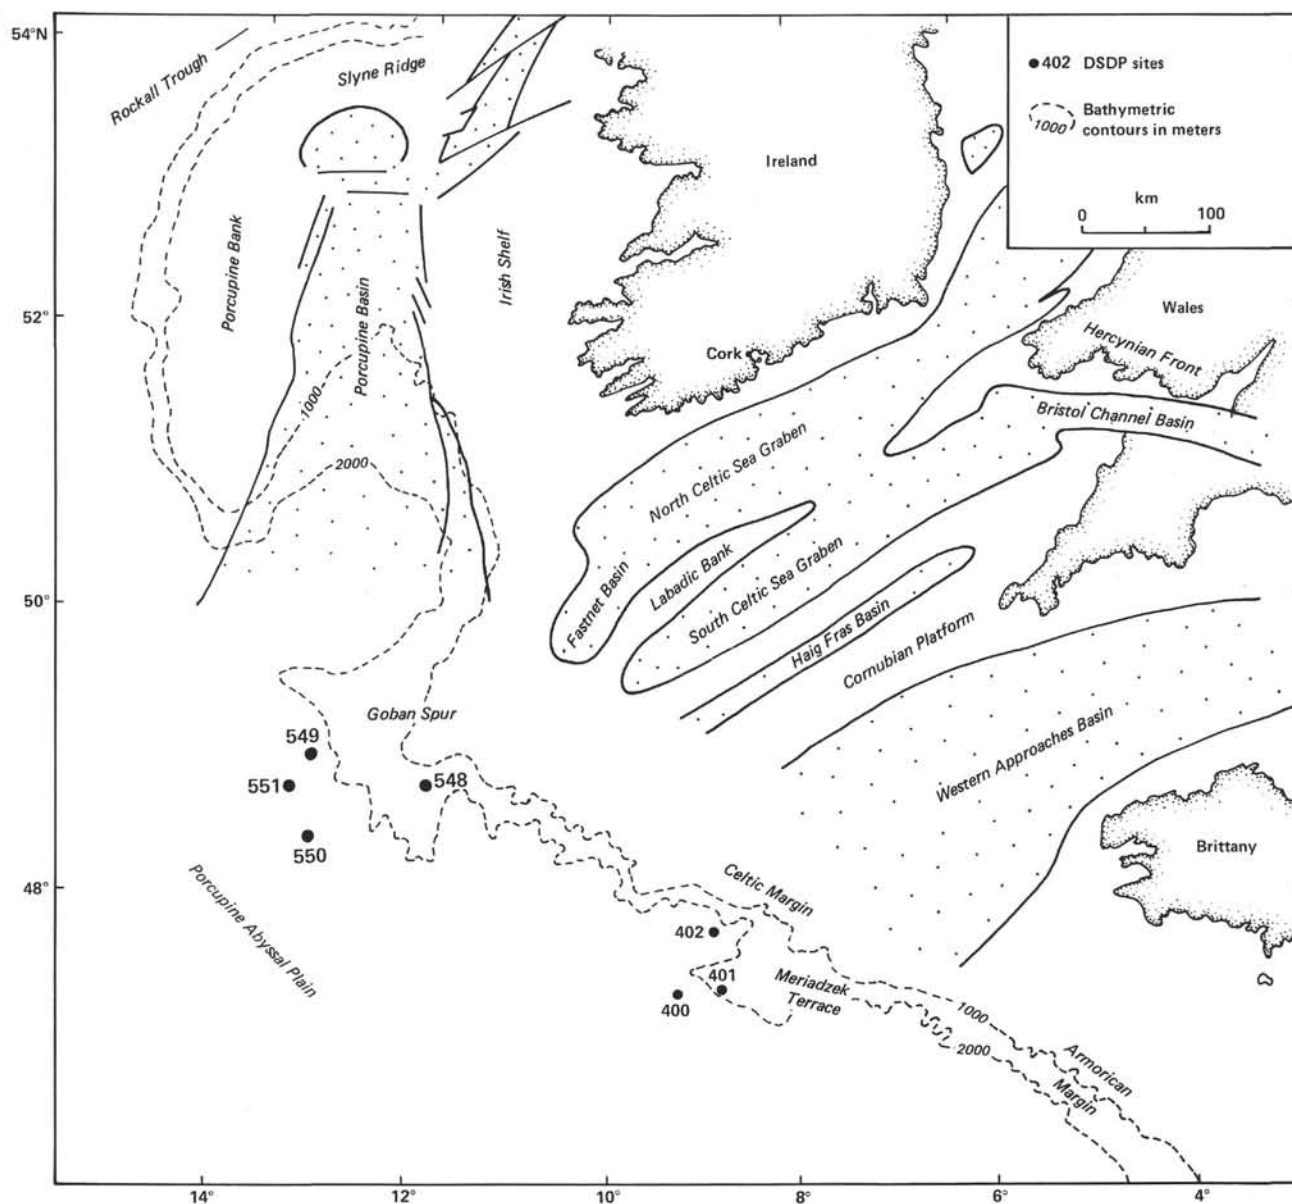 54°N
52°
50°
48°
14°
12°
10°
8°
6°
4°
402 DSDP sites
1000
Bathymetric
contours in meters
km
0 100
Rockall Trough
Slyne Ridge
Porcupine Bank
Porcupine Basin
Irish Shelf
Ireland
Cork
Wales
Hercynian Front
Bristol Channel Basin
1000
2000
North Celtic Sea Graben
Fastnet Basin
Labadic Bank
South Celtic Sea Graben
Haig Fras Basin
Cornubian Platform
Western Approaches Basin
Brittany
Goban Spur
549
551
548
550
Porcupine Abyssal Plain
Celtic Margin
402
401
400
Meriadzek
Terrace
1000
2000
Armorican
Margin